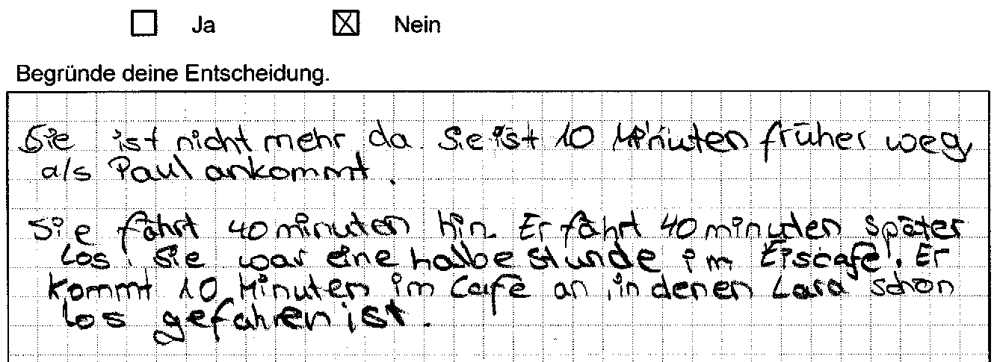 Ja Nein
Begründe deine Entscheidung.
Sie ist nicht mehr da. Sie ist 10 Minuten früher weg
als Paul ankommt.
Sie fährt 40 minuten hin. Er fährt 40 minuten später
los. Sie war eine halbe stunde im Eiscafe. Er
kommt 10 Minuten im Cafe an, in denen Lara schon
los gefahren ist.